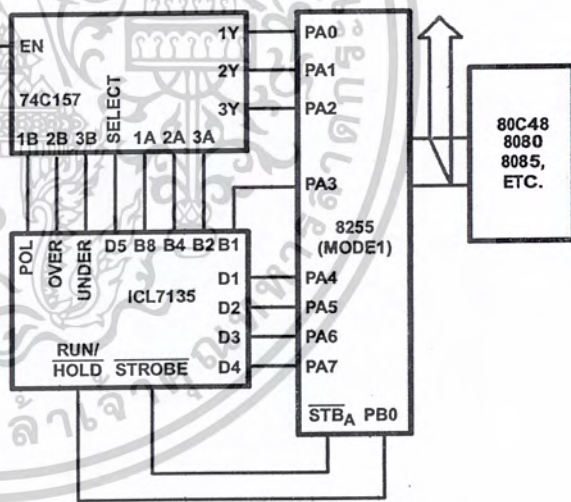 EN
1Y
2Y
3Y
74C157
SELECT
1B 2B 3B
1A 2A 3A
POL
OVER
UNDER
D5 B8 B4 B2 B1
ICL7135
D1
D2
D3
D4
RUN/
HOLD
STROBE
PA0
PA1
PA2
PA3
8255
(MODE1)
PA4
PA5
PA6
PA7
STBA PB0
80C48
8080
8085,
ETC.